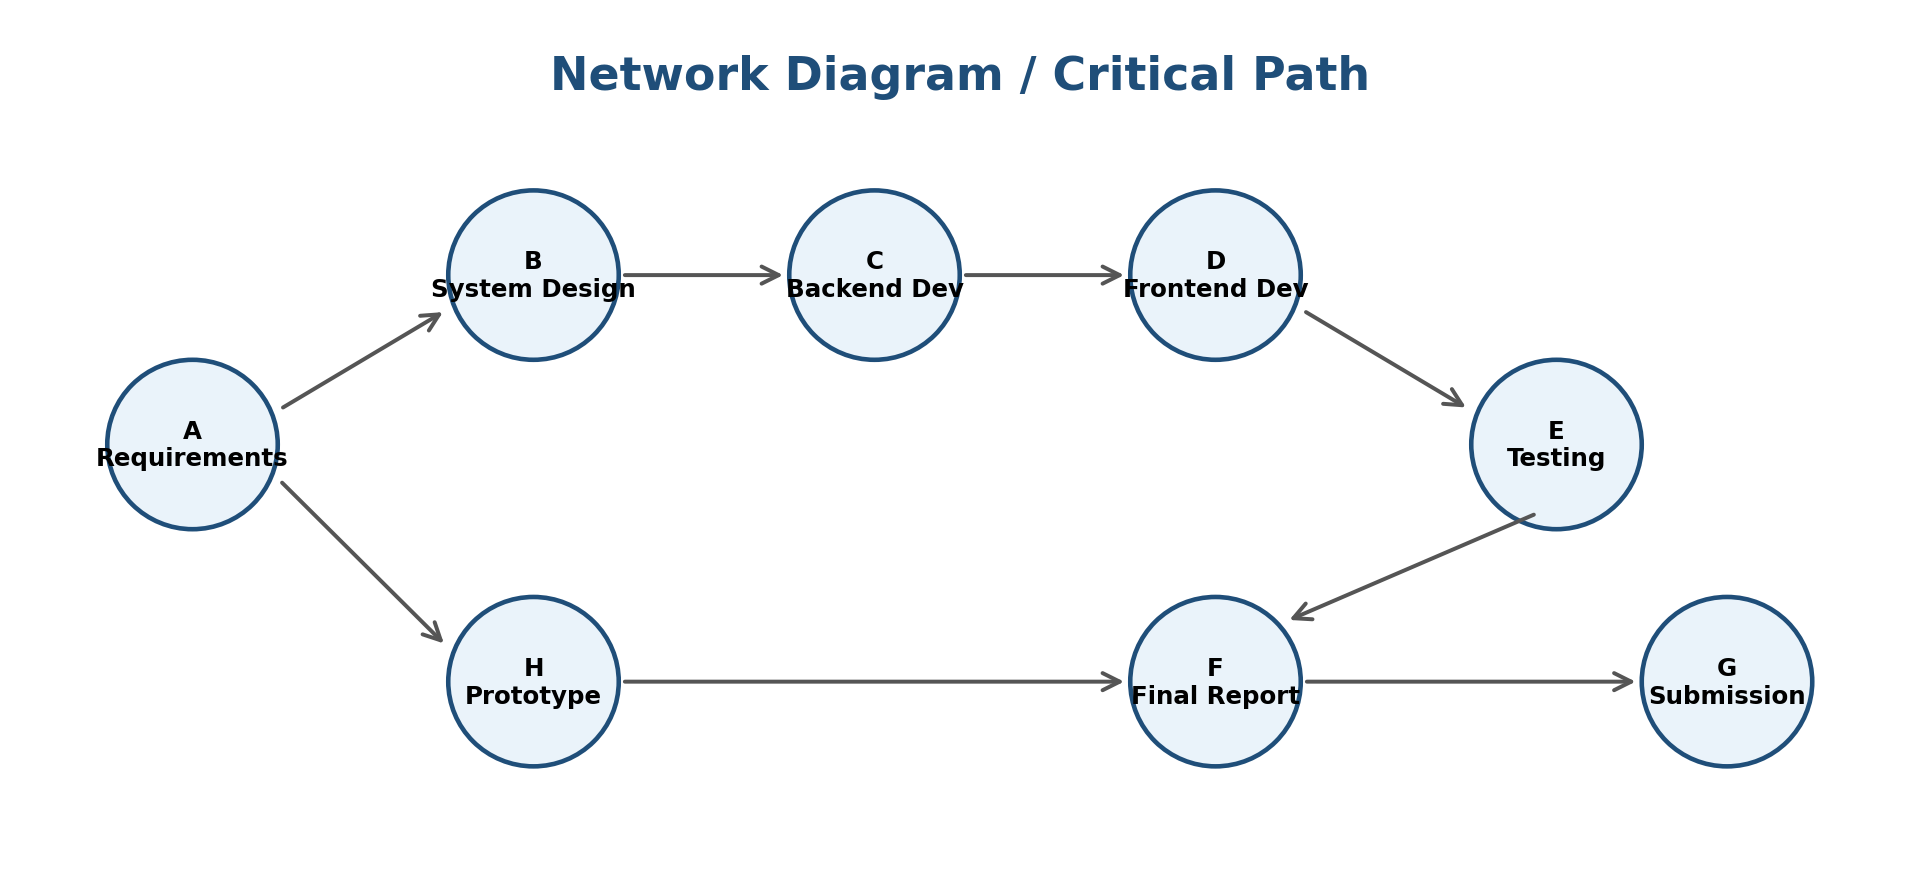 Network Diagram / Critical Path
B
System Design
C
Backend Dev
D
Frontend Dev
A
Requirements
E
Testing
H
Prototype
F
Final Report
G
Submission